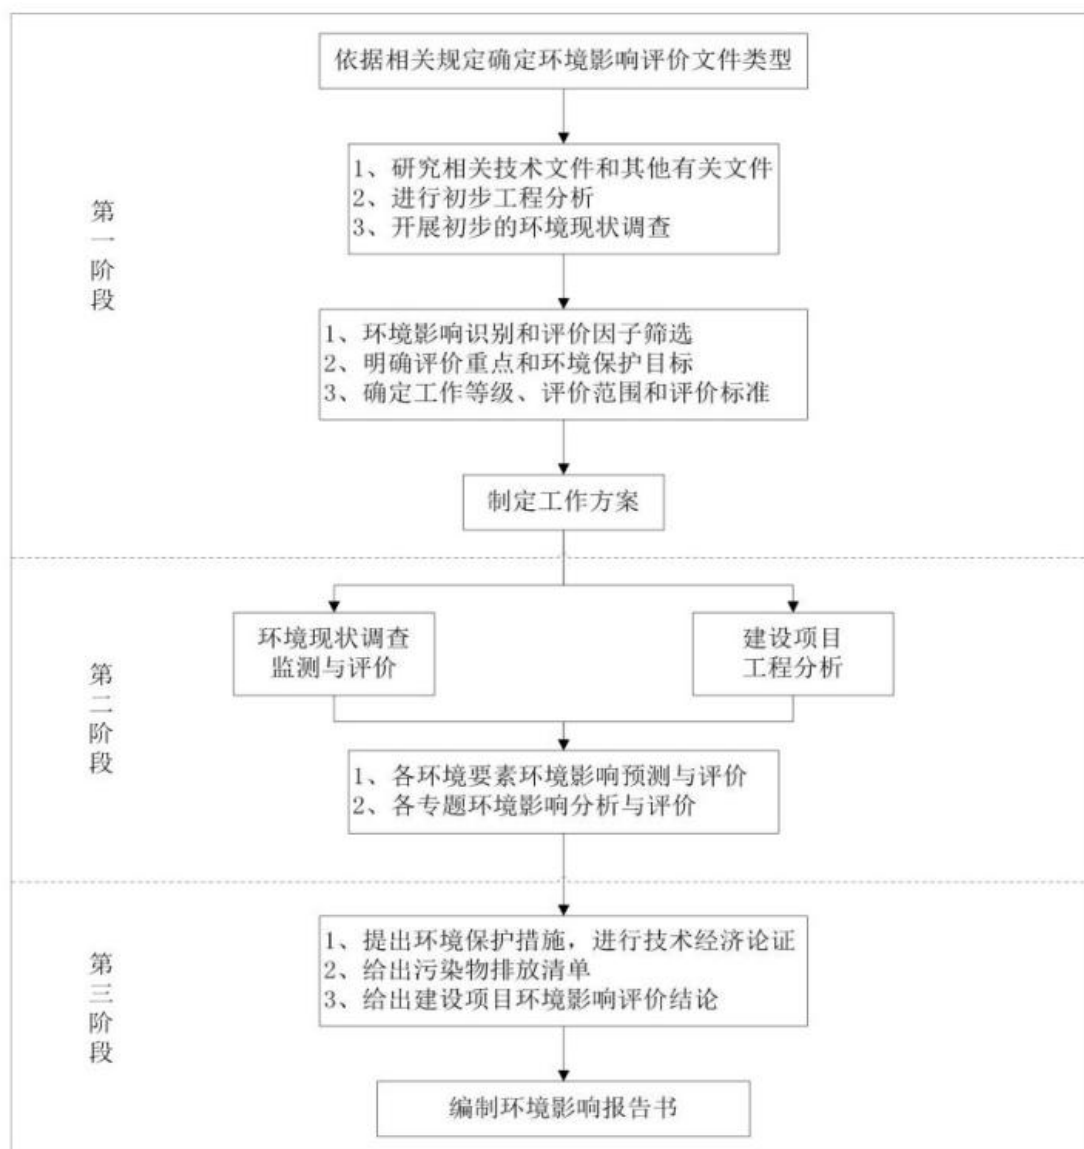 依据相关规定确定环境影响评价文件类型
1、研究相关技术文件和其他有关文件
2、进行初步工程分析
3、开展初步的环境现状调查
第一阶段
1、环境影响识别和评价因子筛选
2、明确评价重点和环境保护目标
3、确定工作等级、评价范围和评价标准
制定工作方案
环境现状调查
监测与评价
建设项目
工程分析
第二阶段
1、各环境要素环境影响预测与评价
2、各专题环境影响分析与评价
1、提出环境保护措施，进行技术经济论证
2、给出污染物排放清单
3、给出建设项目环境影响评价结论
第三阶段
编制环境影响报告书